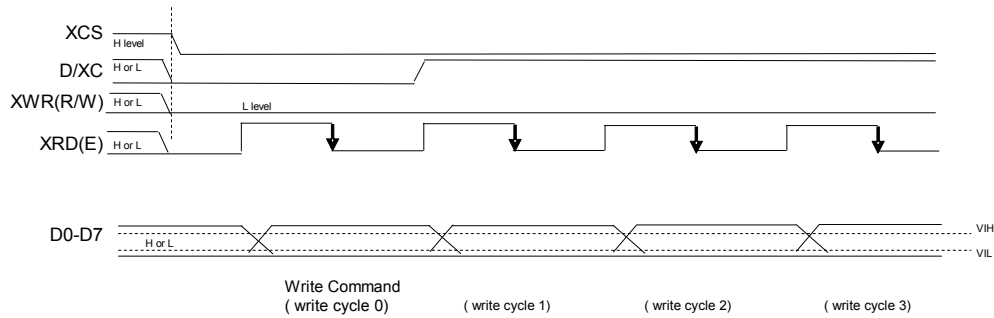 XCS
H level
D/XC
H or L
XWR(R/W)
H or L
L level
XRD(E)
H or L
D0-D7
H or L
VIH
VIL
Write Command
( write cycle 0)
( write cycle 1)
( write cycle 2)
( write cycle 3)